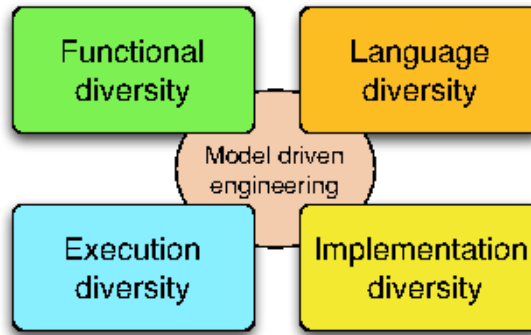 Functional
diversity
Language
diversity
Model driven
engineering
Execution
diversity
Implementation
diversity